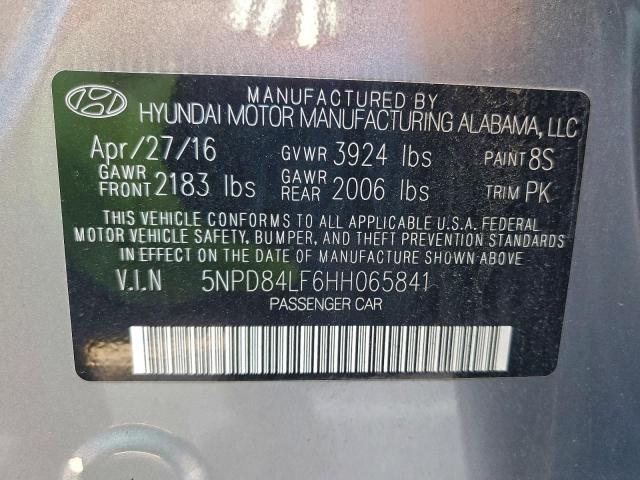 MANUFACTURED BY
HYUNDAI MOTOR MANUFACTURING ALABAMA, LLC
Apr/27/16 GVWR 3924 lbs PAINT 8S
GAWR FRONT 2183 lbs GAWR REAR 2006 lbs TRIM PK
THIS VEHICLE CONFORMS TO ALL APPLICABLE U.S.A. FEDERAL
MOTOR VEHICLE SAFETY, BUMPER, AND THEFT PREVENTION STANDARDS
IN EFFECT ON THE DATE OF MANUFACTURE SHOWN ABOVE.
V.I.N 5NPD84LF6HH065841
PASSENGER CAR